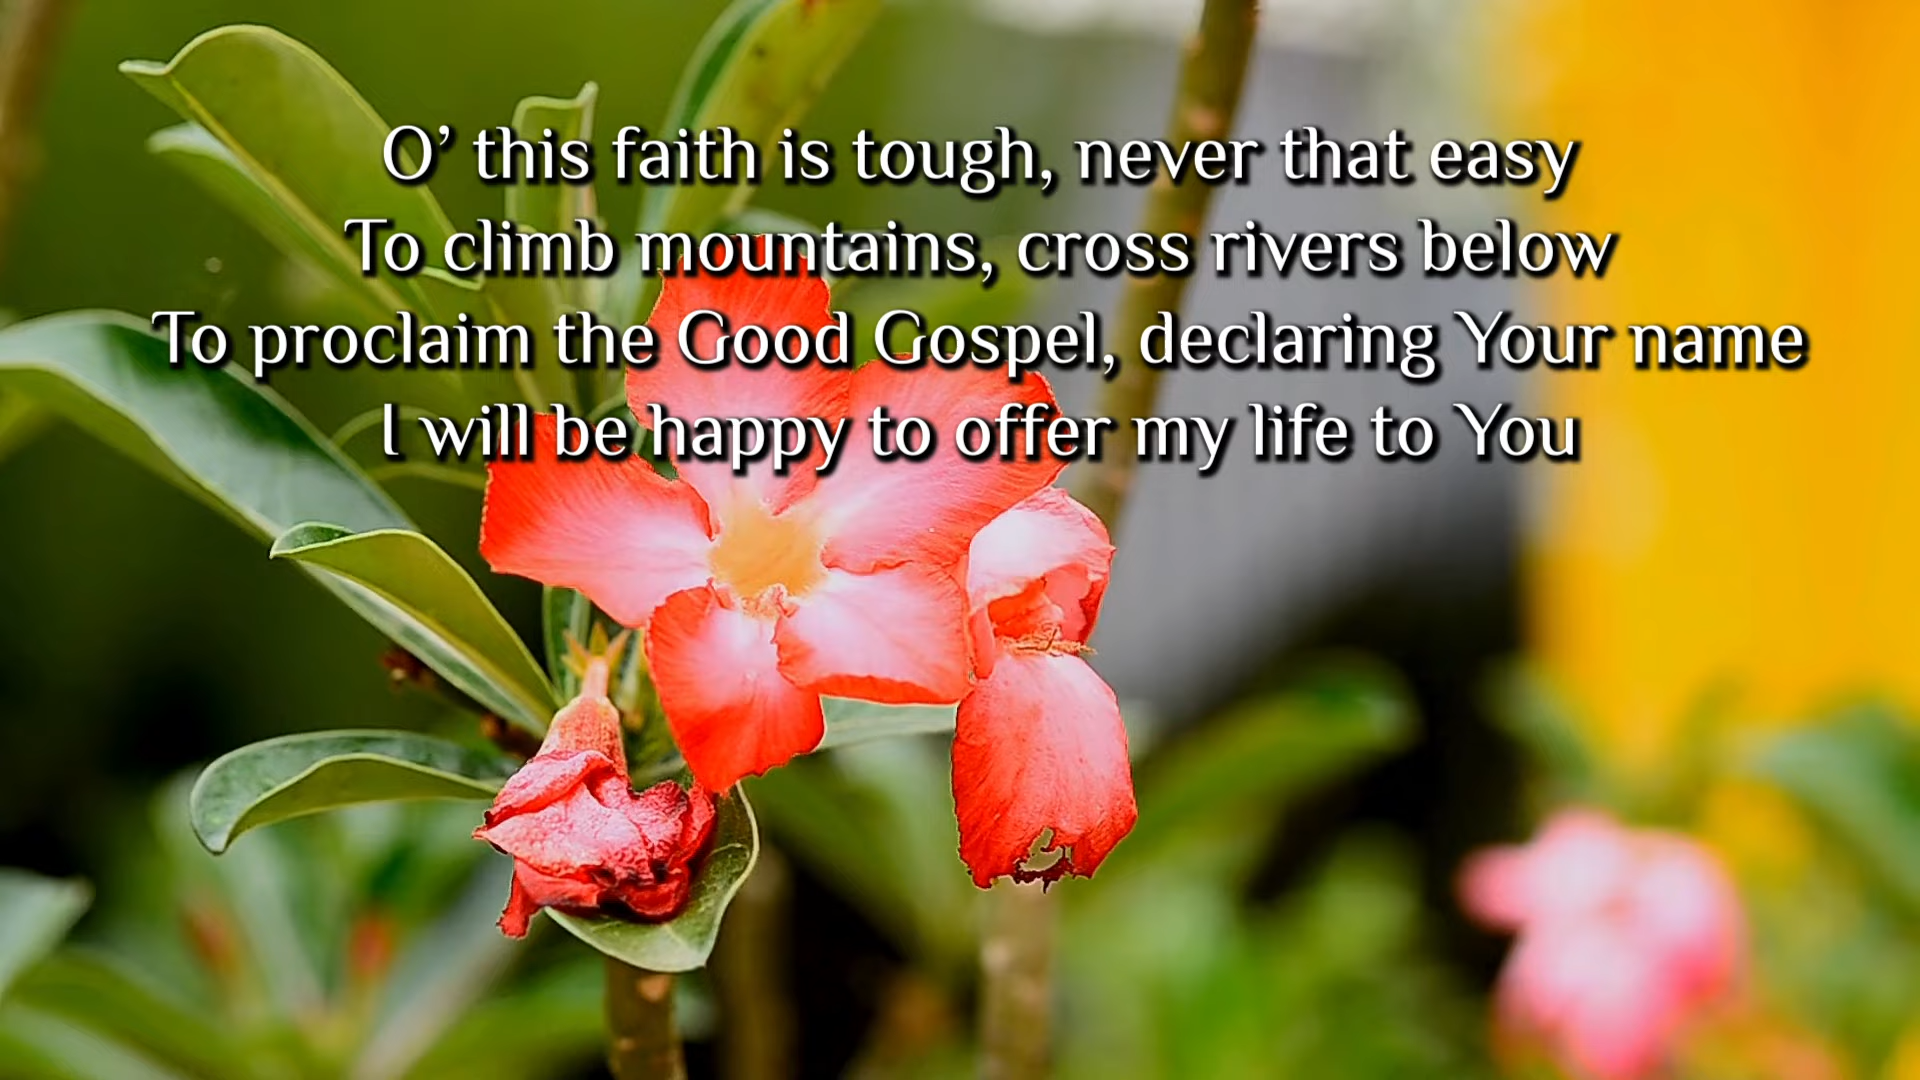 O’ this faith is tough, never that easy
To climb mountains, cross rivers below
To proclaim the Good Gospel, declaring Your name
I will be happy to offer my life to You